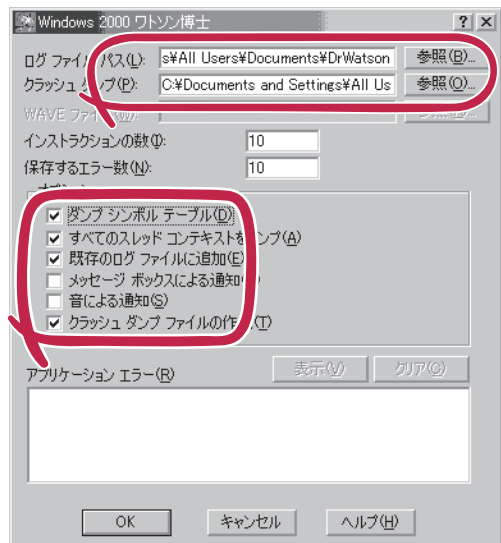 Windows 2000 ワトソン博士
ログ ファイル パス(L): s¥All Users¥Documents¥DrWatson 参照(B)...
クラッシュ ダンプ(P): C:¥Documents and Settings¥All Us 参照(O)...
WAVE ファイル(W):
インストラクションの数(I): 10
保存するエラー数(N): 10
オプション
ダンプ シンボル テーブル(D)
すべてのスレッド コンテキストをダンプ(A)
既存のログ ファイルに追加(E)
メッセージ ボックスによる通知
音による通知(S)
クラッシュ ダンプ ファイルの作成(T)
アプリケーション エラー(R) 表示(V) クリア(C)
OK キャンセル ヘルプ(H)